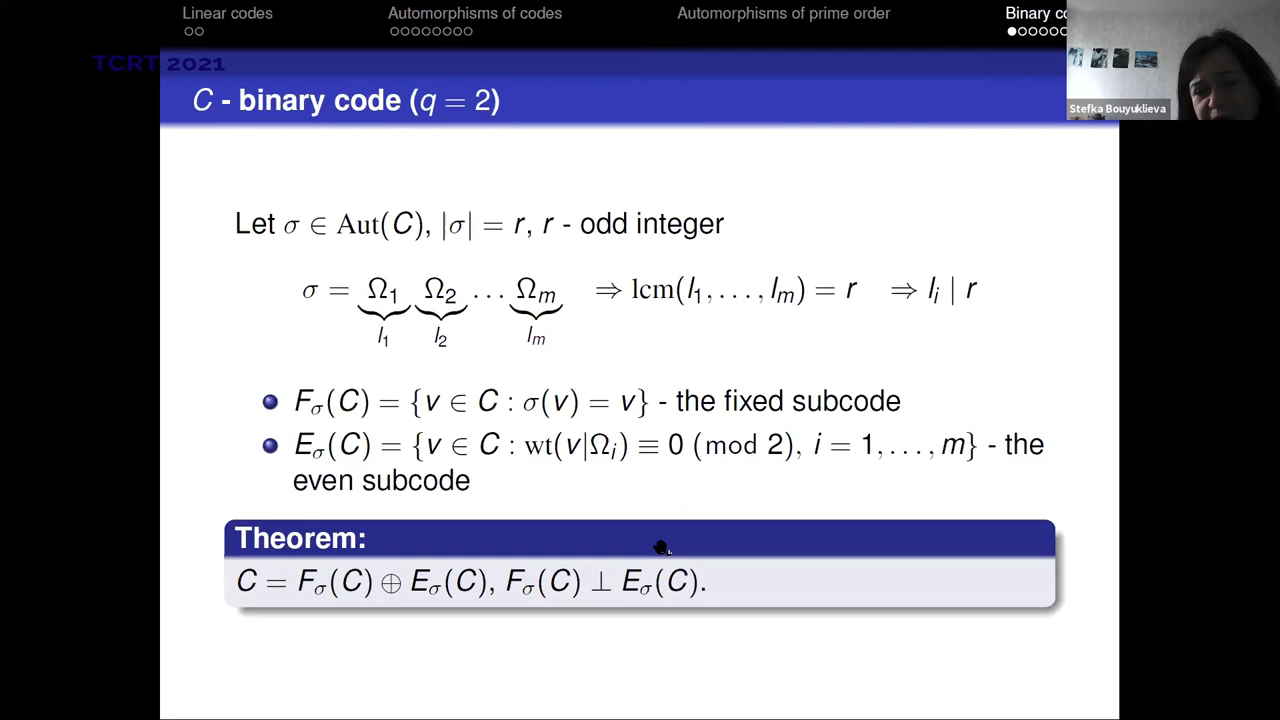 Linear codes
Automorphisms of codes
Automorphisms of prime order
Binary co
TCRT 2021
C - binary code (q = 2)
Stefka Bouyuklieva
Let σ ∈ Aut(C), |σ| = r, r - odd integer
σ = Ω₁ Ω₂ … Ωₘ ⇒ lcm(l₁, …, lₘ) = r ⇒ lᵢ | r
l₁ l₂ lₘ
Fσ(C) = {v ∈ C : σ(v) = v} - the fixed subcode
Eσ(C) = {v ∈ C : wt(v|Ωᵢ) ≡ 0 (mod 2), i = 1, …, m} - the
even subcode
Theorem:
C = Fσ(C) ⊕ Eσ(C), Fσ(C) ⊥ Eσ(C).